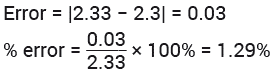 Error = |2.33 − 2.3| = 0.03
% error = 0.03/2.33 × 100% = 1.29%